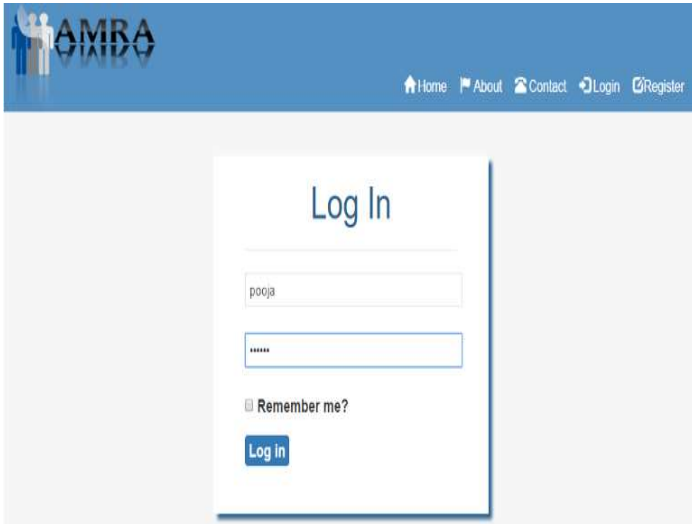 AMRA
Home About Contact Login Register
Log In
pooja
••••••
Remember me?
Log in